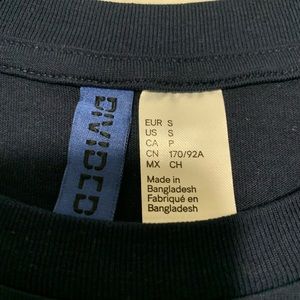 DIVIDED
EUR S
US S
CA P
CN 170/92A
MX CH
Made in
Bangladesh
Fabriqué en
Bangladesh